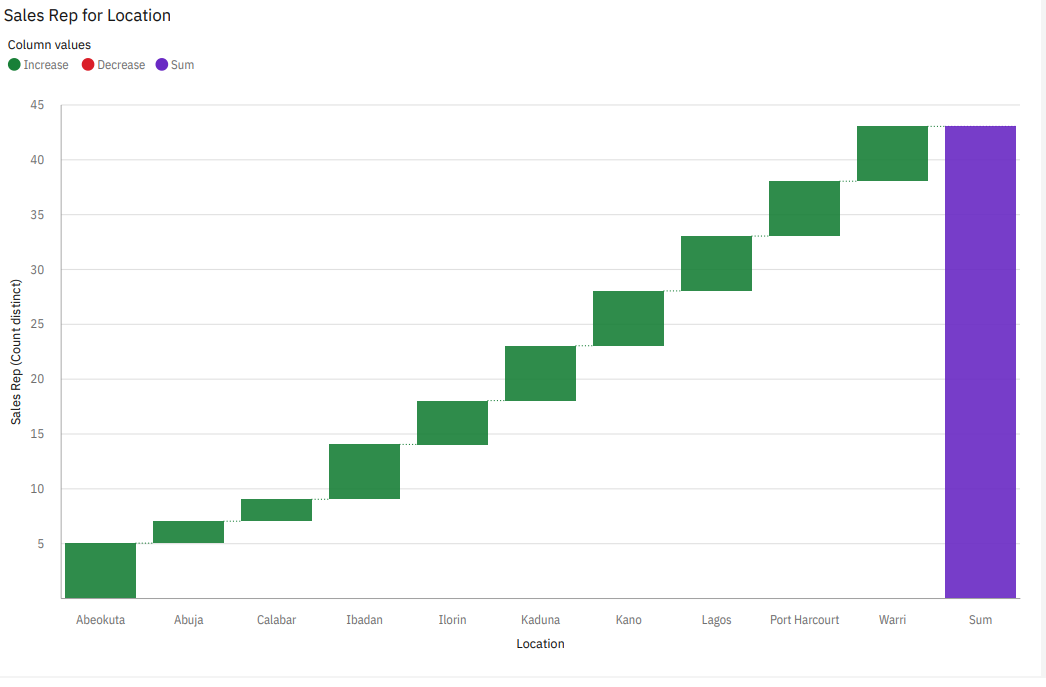 Sales Rep for Location
Column values
Increase Decrease Sum
45
40
35
30
25
20
15
10
5
Sales Rep (Count distinct)
Abeokuta Abuja Calabar Ibadan Ilorin Kaduna Kano Lagos Port Harcourt Warri Sum
Location